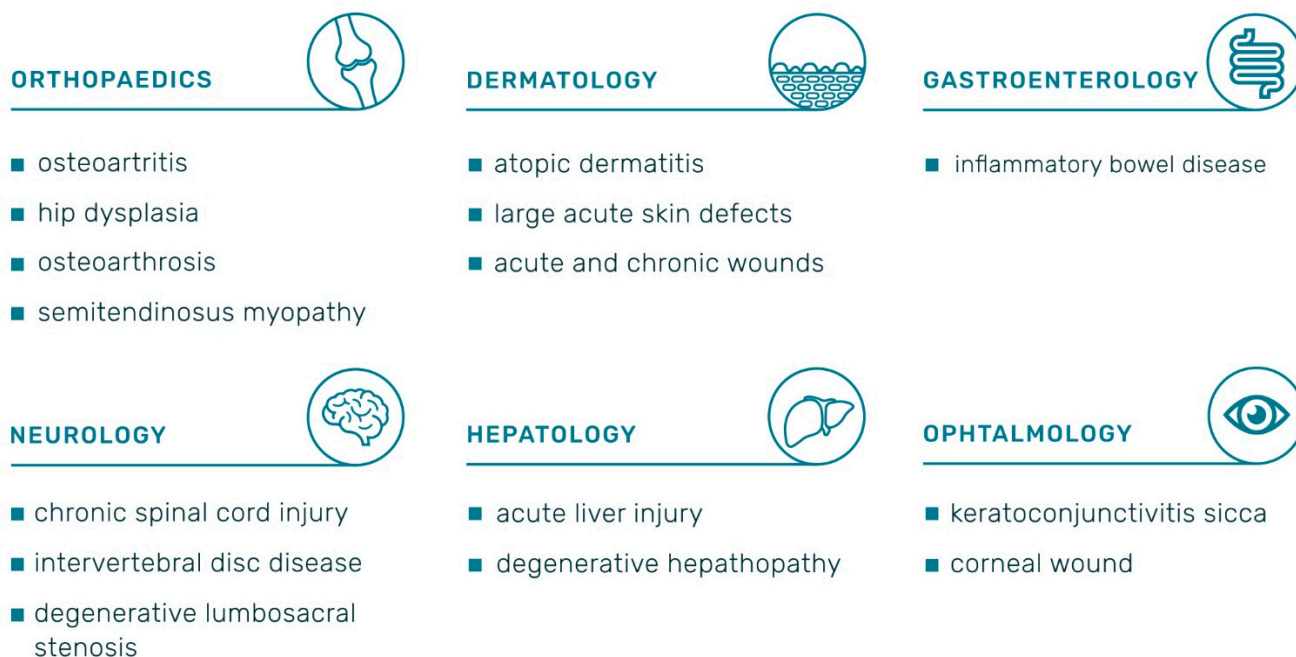 ORTHOPAEDICS
osteoartritis
hip dysplasia
osteoarthrosis
semitendinosus myopathy
DERMATOLOGY
atopic dermatitis
large acute skin defects
acute and chronic wounds
GASTROENTEROLOGY
inflammatory bowel disease
NEUROLOGY
chronic spinal cord injury
intervertebral disc disease
degenerative lumbosacral
stenosis
HEPATOLOGY
acute liver injury
degenerative hepathopathy
OPHTALMOLOGY
keratoconjunctivitis sicca
corneal wound